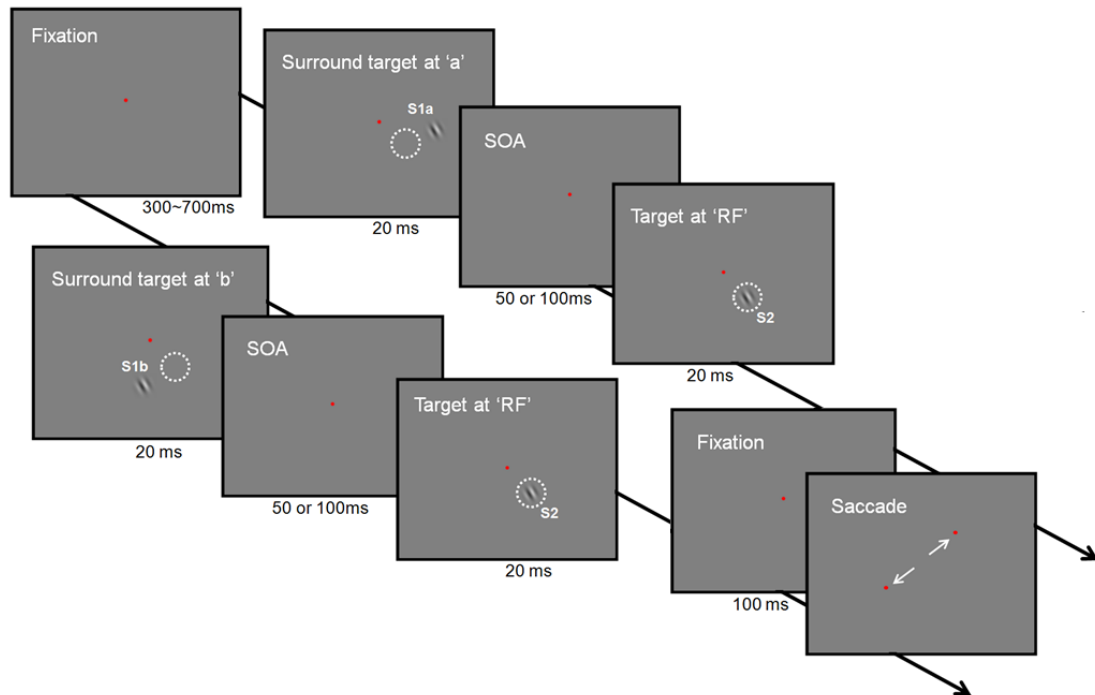 Fixation
300~700ms
Surround target at ‘a’
S1a
20 ms
SOA
50 or 100ms
Target at ‘RF’
S2
20 ms
Surround target at ‘b’
S1b
20 ms
SOA
50 or 100ms
Target at ‘RF’
S2
20 ms
Fixation
100 ms
Saccade